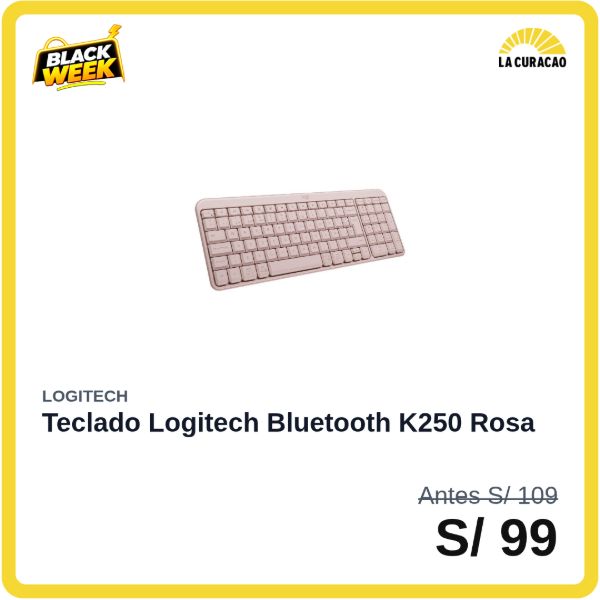 BLACK
WEEK
LA CURACAO
LOGITECH
Teclado Logitech Bluetooth K250 Rosa
Antes S/ 109
S/ 99